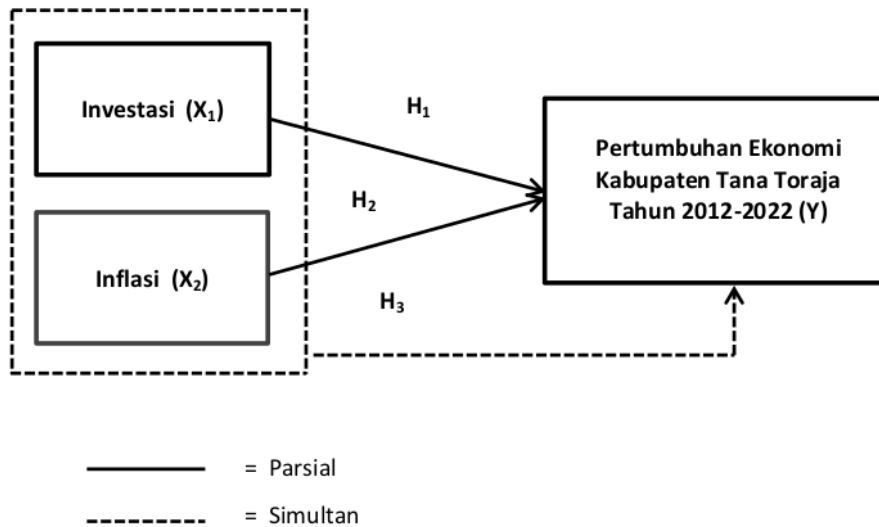 Investasi (X₁)
H₁
Pertumbuhan Ekonomi
Kabupaten Tana Toraja
Tahun 2012-2022 (Y)
H₂
Inflasi (X₂)
H₃
= Parsial
= Simultan